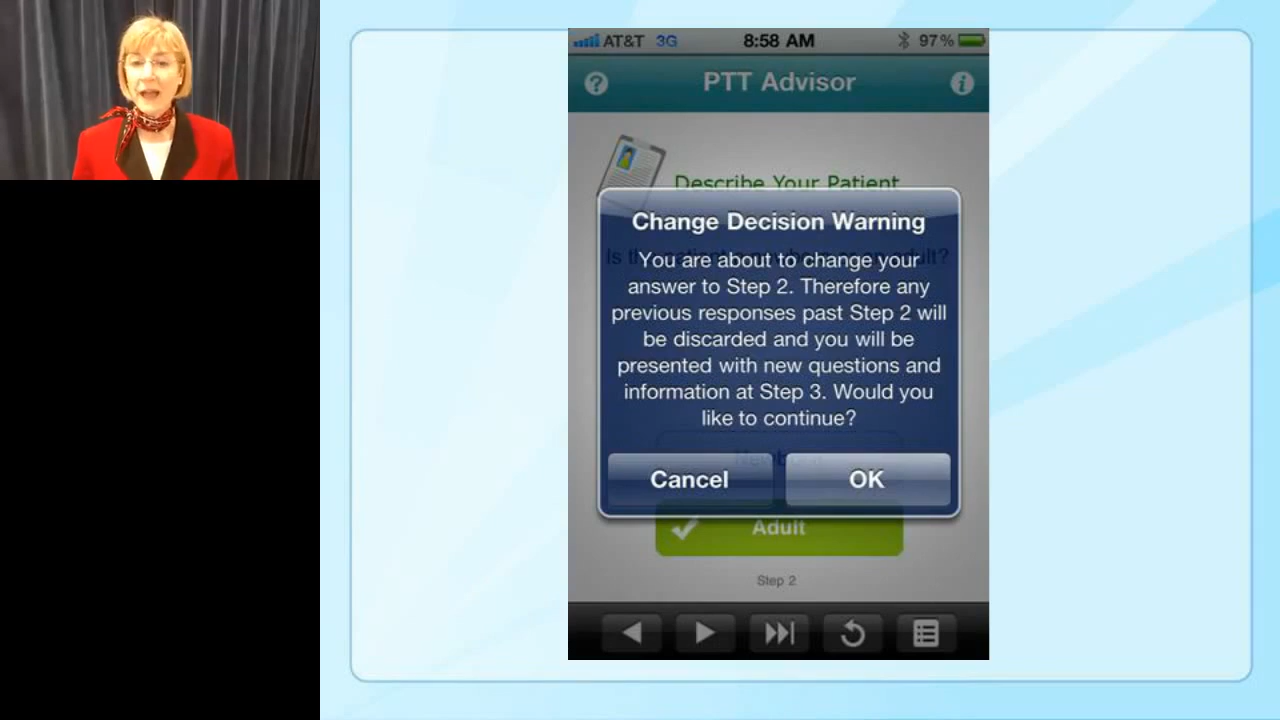 AT&T 3G 8:58 AM 97%
PTT Advisor
Describe Your Patient
Change Decision Warning
You are about to change your
answer to Step 2. Therefore any
previous responses past Step 2 will
be discarded and you will be
presented with new questions and
information at Step 3. Would you
like to continue?
Cancel OK
Adult
Step 2